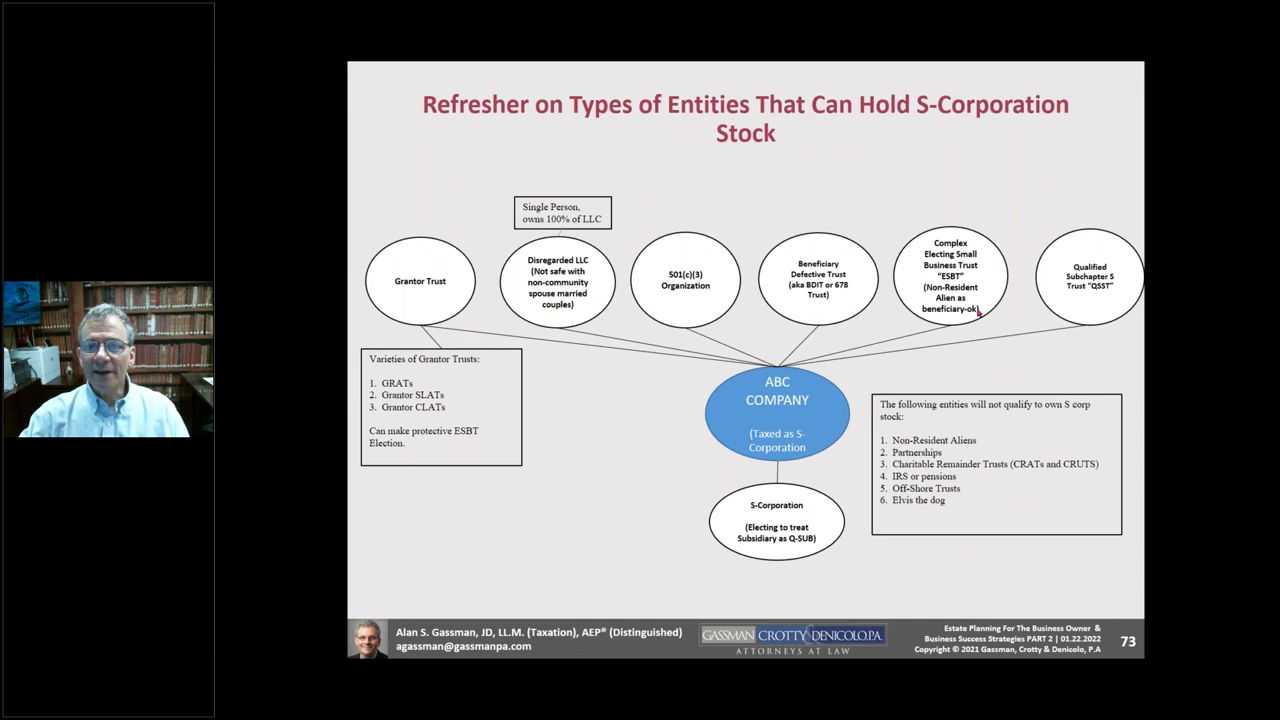 Refresher on Types of Entities That Can Hold S-Corporation
Stock
Single Person,
owns 100% of LLC
Grantor Trust
Disregarded LLC
(Not safe with
non-community
spouse married
couples)
501(c)(3)
Organization
Beneficiary
Defective Trust
(aka BDIT or 678
Trust)
Complex
Electing Small
Business Trust
"ESBT"
(Non-Resident
Alien as
beneficiary-ok)
Qualified
Subchapter S
Trust "QSST"
Varieties of Grantor Trusts:
1. GRATs
2. Grantor SLATs
3. Grantor CLATs
Can make protective ESBT
Election.
ABC
COMPANY
(Taxed as S-
Corporation
The following entities will not qualify to own S corp
stock:
1. Non-Resident Aliens
2. Partnerships
3. Charitable Remainder Trusts (CRATs and CRUTS)
4. IRS or pensions
5. Off-Shore Trusts
6. Elvis the dog
S-Corporation
(Electing to treat
Subsidiary as Q-SUB)
Alan S. Gassman, JD, LL.M. (Taxation), AEP® (Distinguished)
agassman@gassmanpa.com
GASSMAN CROTTY & DENICOLO, P.A.
ATTORNEYS AT LAW
Estate Planning For The Business Owner &
Business Success Strategies PART 2 | 01.22.2022
Copyright © 2021 Gassman, Crotty & Denicolo, P.A
73